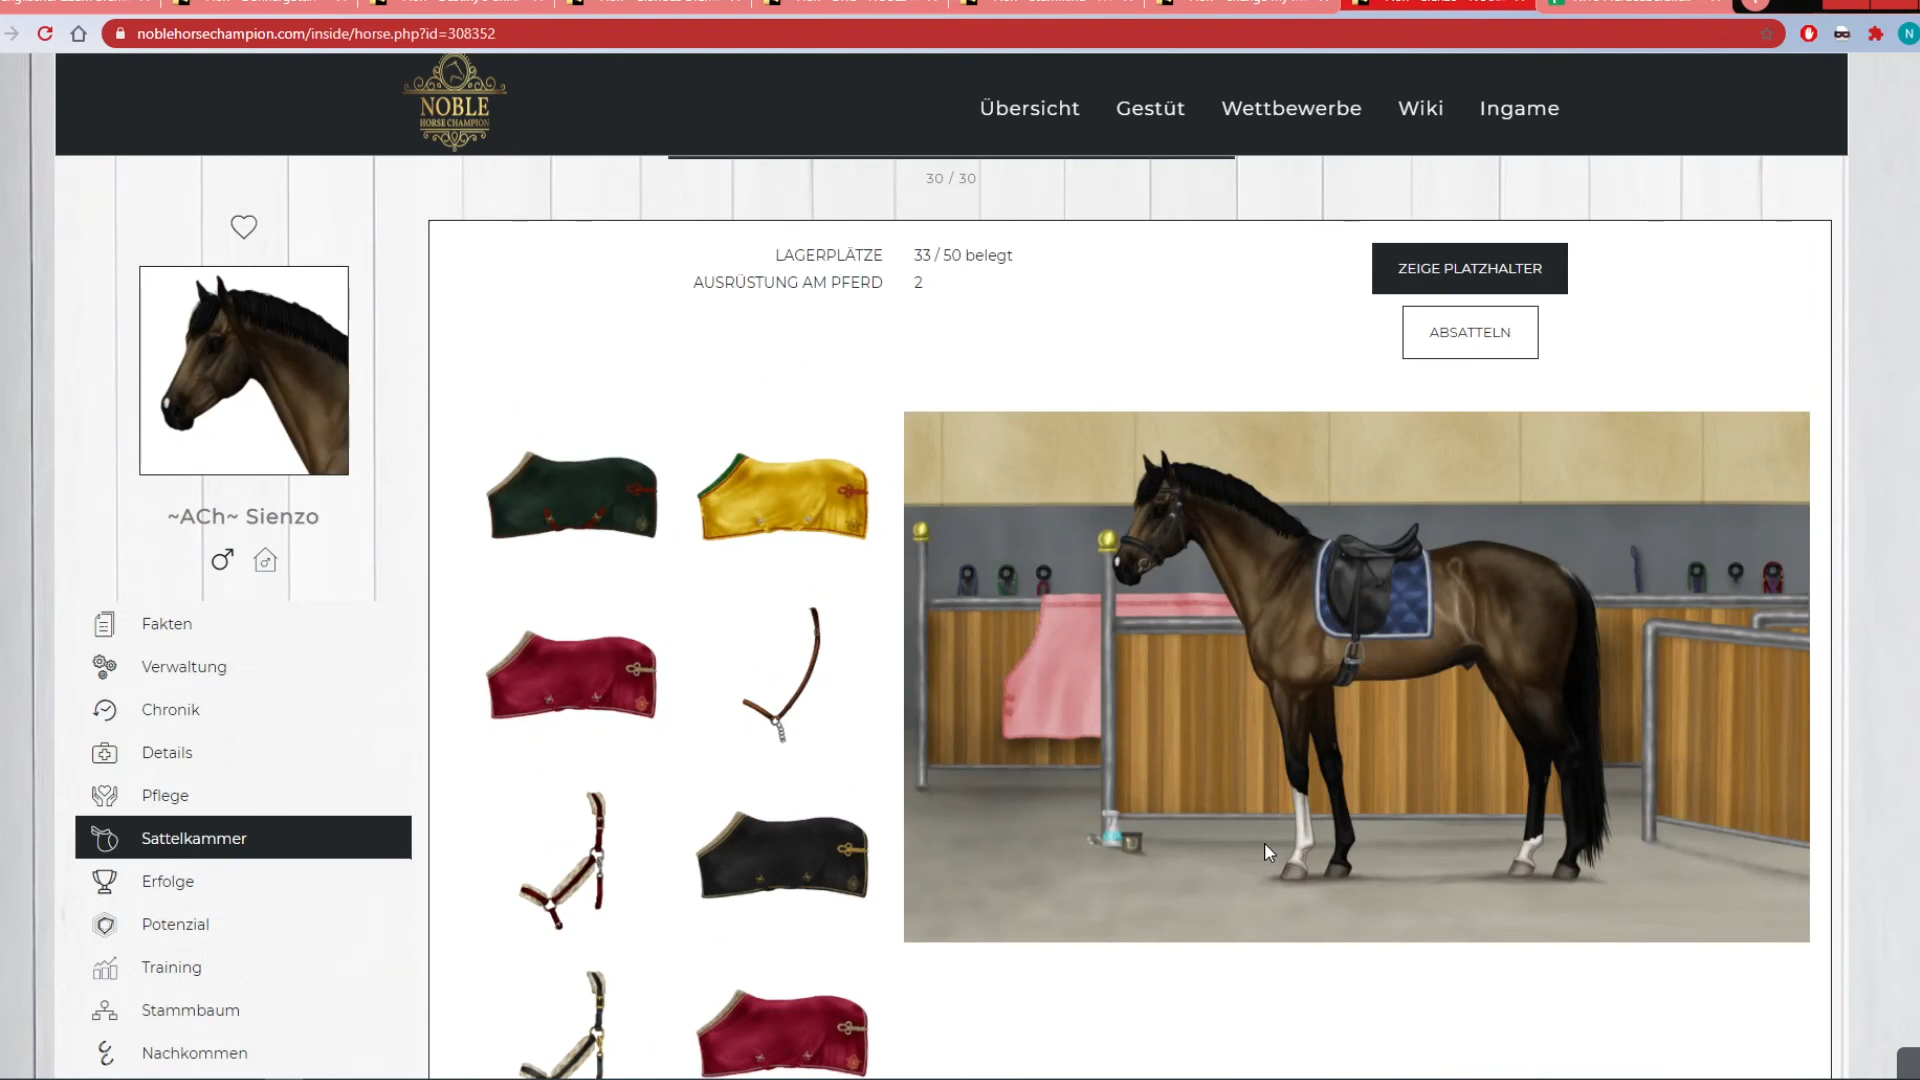 noblehorsechampion.com/inside/horse.php?id=308352
N
NOBLE
HORSE CHAMPION
Übersicht
Gestüt
Wettbewerbe
Wiki
Ingame
30 / 30
LAGERPLÄTZE 33 / 50 belegt
AUSRÜSTUNG AM PFERD 2
ZEIGE PLATZHALTER
ABSATTELN
~ACh~ Sienzo
Fakten
Verwaltung
Chronik
Details
Pflege
Sattelkammer
Erfolge
Potenzial
Training
Stammbaum
Nachkommen